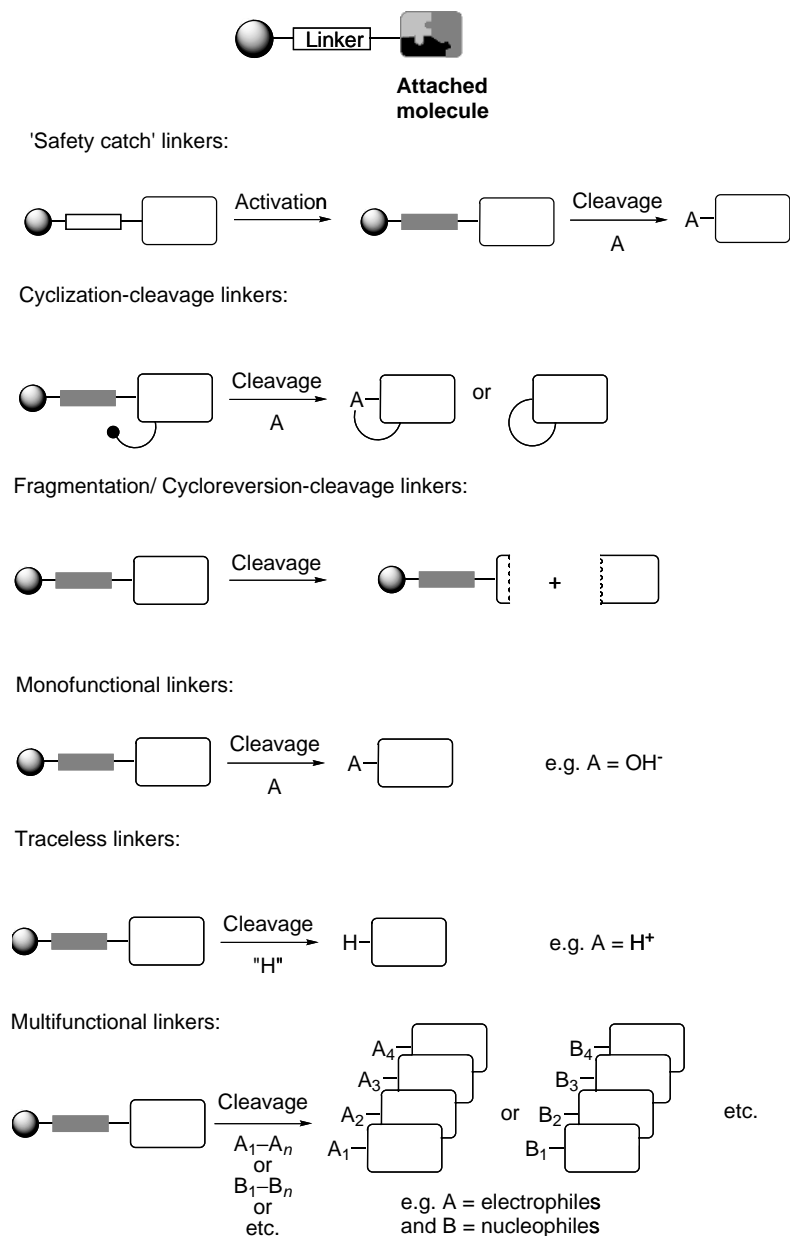 Linker
Attached
molecule
'Safety catch' linkers:
Activation
Cleavage
A
A
Cyclization-cleavage linkers:
Cleavage
A
A
or
Fragmentation/ Cycloreversion-cleavage linkers:
Cleavage
+
Monofunctional linkers:
Cleavage
A
A
e.g. A = OH⁻
Traceless linkers:
Cleavage
"H"
H
e.g. A = H⁺
Multifunctional linkers:
Cleavage
A₁–Aₙ
or
B₁–Bₙ
or
etc.
A₄
A₃
A₂
A₁
or
B₄
B₃
B₂
B₁
etc.
e.g. A = electrophiles
and B = nucleophiles